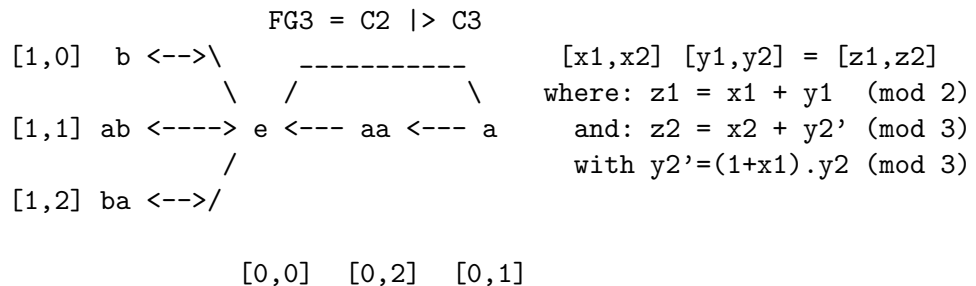 FG3 = C2 |> C3
[1,0]  b <-->\      ___________      [x1,x2] [y1,y2] = [z1,z2]
              \   /           \    where: z1 = x1 + y1  (mod 2)
[1,1] ab <----> e <--- aa <--- a     and: z2 = x2 + y2' (mod 3)
              /                      with y2'=(1+x1).y2 (mod 3)
[1,2] ba <-->/
[0,0]  [0,2]  [0,1]